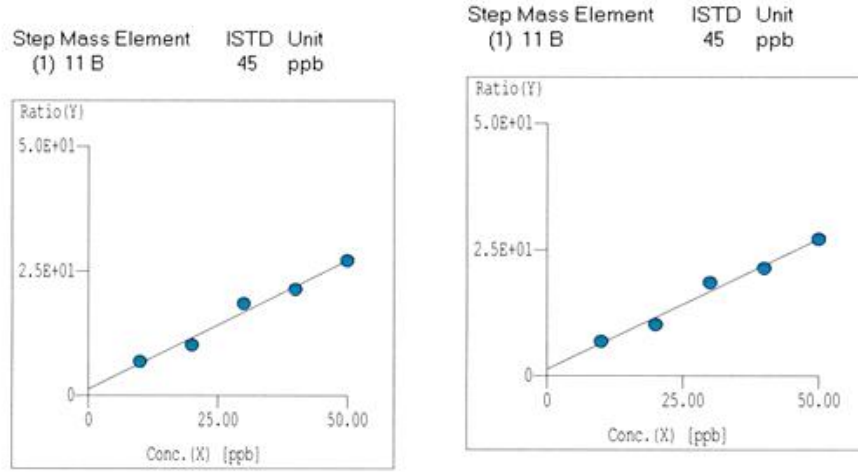 Step Mass Element ISTD Unit
(1) 11 B 45 ppb
Ratio(Y)
5.0E+01
2.5E+01
0
0 25.00 50.00
Conc.(X) [ppb]
Step Mass Element ISTD Unit
(1) 11 B 45 ppb
Ratio(Y)
5.0E+01
2.5E+01
0
0 25.00 50.00
Conc.(X) [ppb]